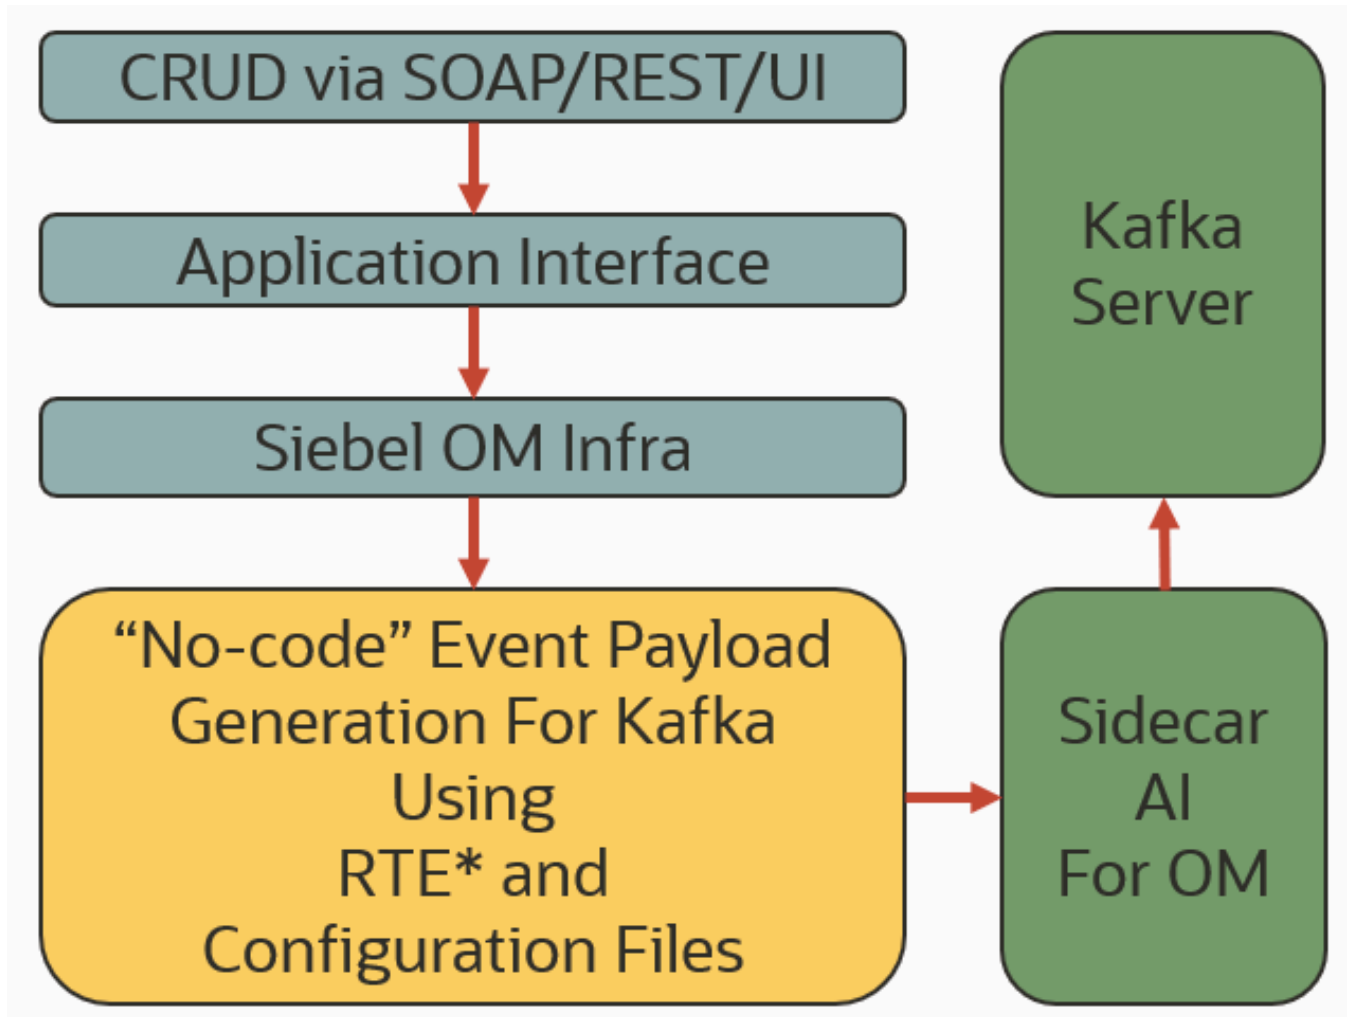 CRUD via SOAP/REST/UI
Application Interface
Siebel OM Infra
“No-code” Event Payload
Generation For Kafka
Using
RTE* and
Configuration Files
Sidecar
AI
For OM
Kafka
Server